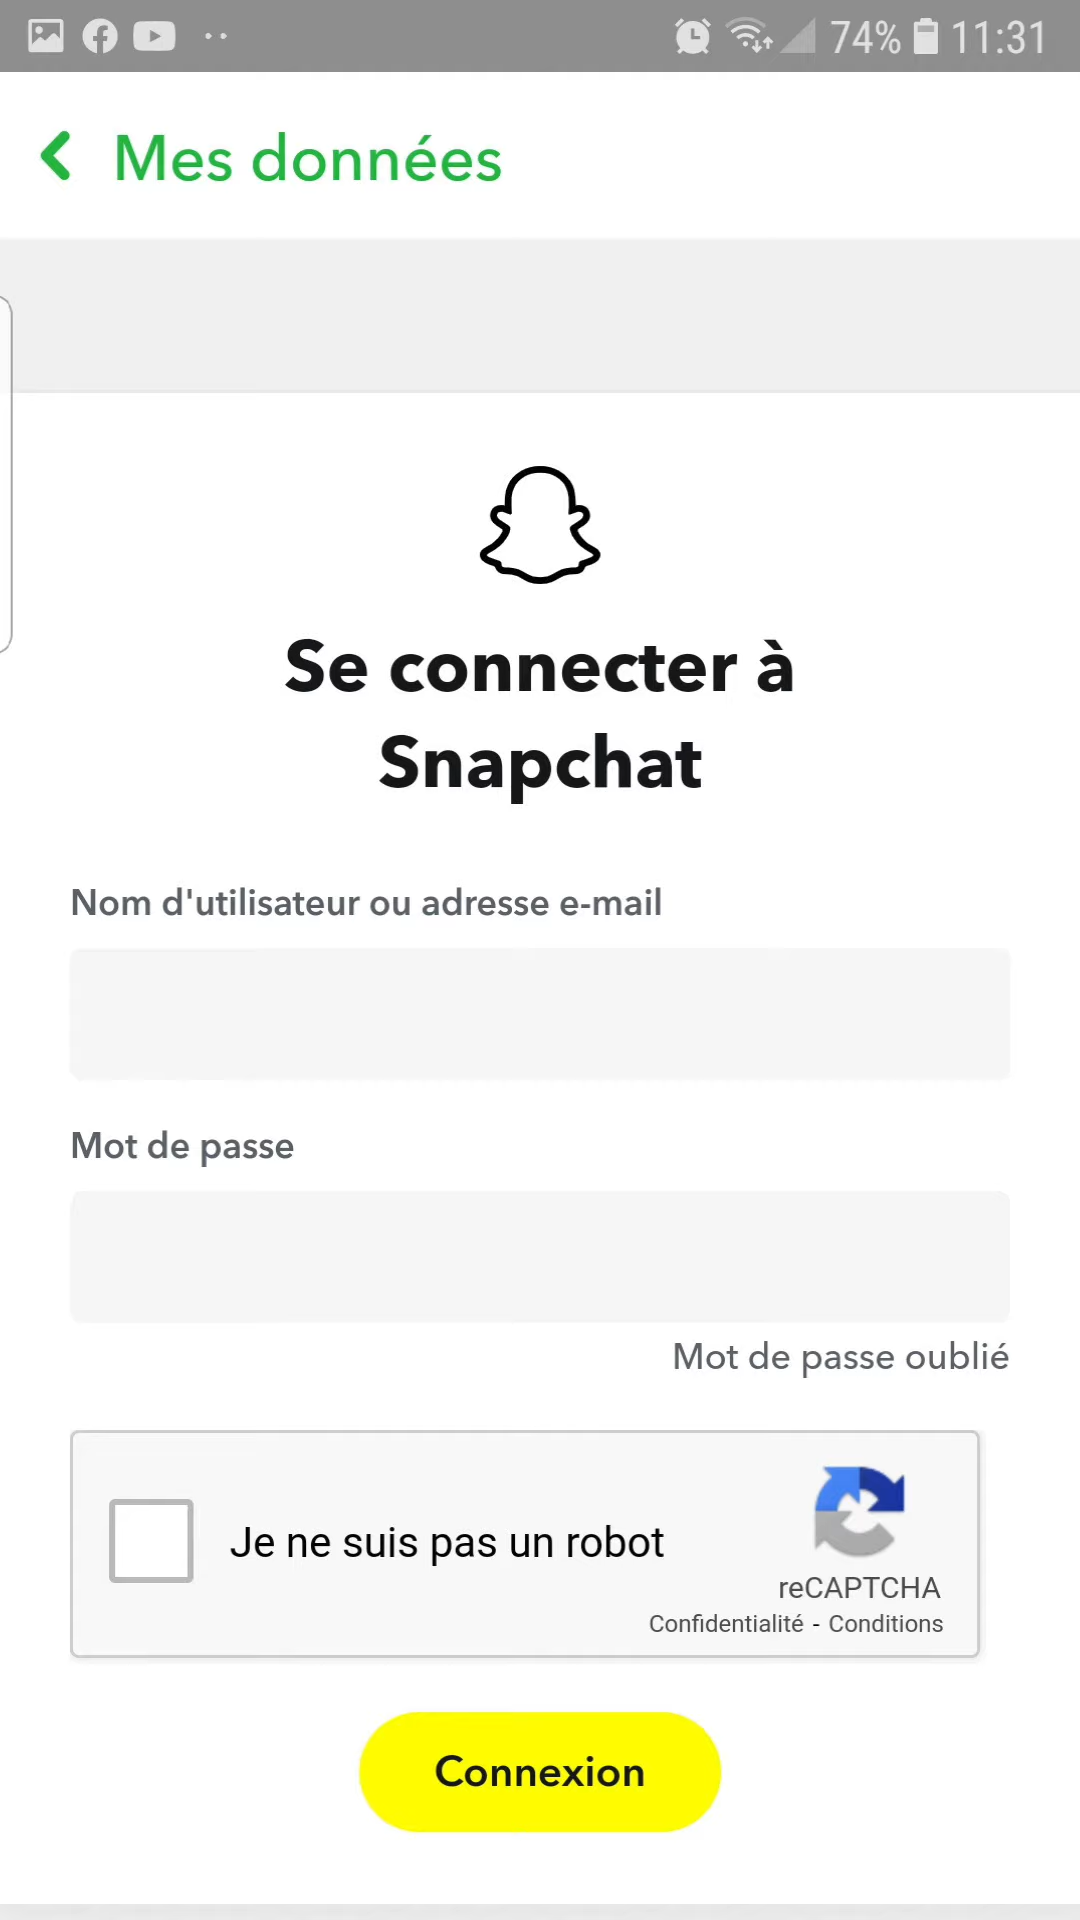 74% 11:31
Mes données
Se connecter à
Snapchat
Nom d'utilisateur ou adresse e-mail
Mot de passe
Mot de passe oublié
Je ne suis pas un robot
reCAPTCHA
Confidentialité - Conditions
Connexion